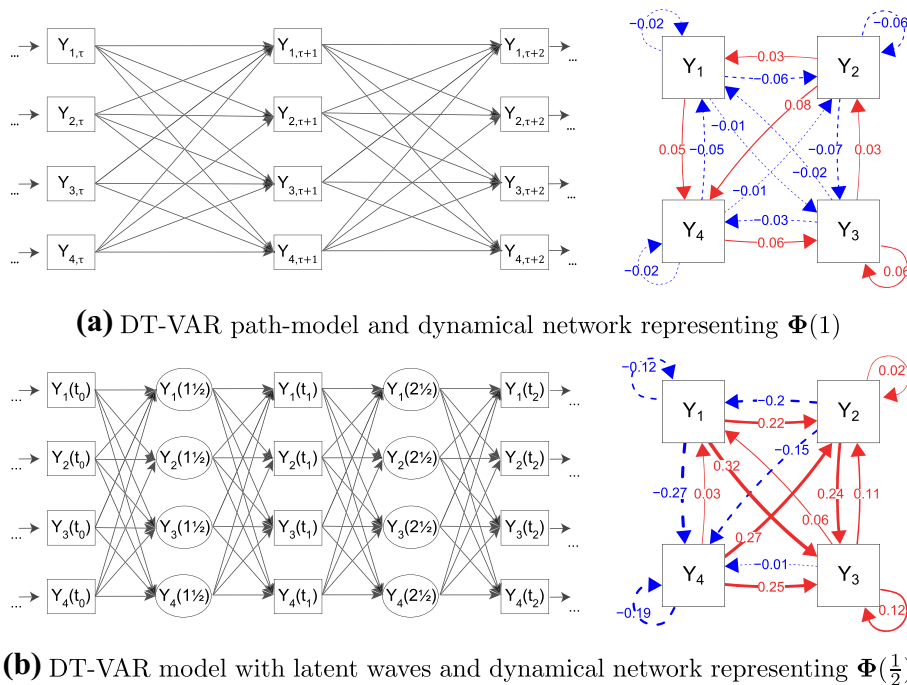 ... Y1,τ Y1,τ+1 Y1,τ+2 ...
... Y2,τ Y2,τ+1 Y2,τ+2 ...
... Y3,τ Y3,τ+1 Y3,τ+2 ...
... Y4,τ Y4,τ+1 Y4,τ+2 ...
−0.02 −0.06
Y1 0.03 Y2
−0.06
0.08
−0.01
0.05 −0.05 −0.07 0.03
−0.02
−0.01
Y4 −0.03 Y3
0.06
−0.02 0.06
(a) DT-VAR path-model and dynamical network representing Φ(1)
... Y1(t0) Y1(1½) Y1(t1) Y1(2½) Y1(t2) ...
... Y2(t0) Y2(1½) Y2(t1) Y2(2½) Y2(t2) ...
... Y3(t0) Y3(1½) Y3(t1) Y3(2½) Y3(t2) ...
... Y4(t0) Y4(1½) Y4(t1) Y4(2½) Y4(t2) ...
−0.12 0.02
Y1 −0.2 Y2
0.22
−0.15
0.32
−0.27 0.03 0.24 0.11
0.06
0.27
Y4 −0.01 Y3
0.25
−0.19 0.12
(b) DT-VAR model with latent waves and dynamical network representing Φ(1/2)